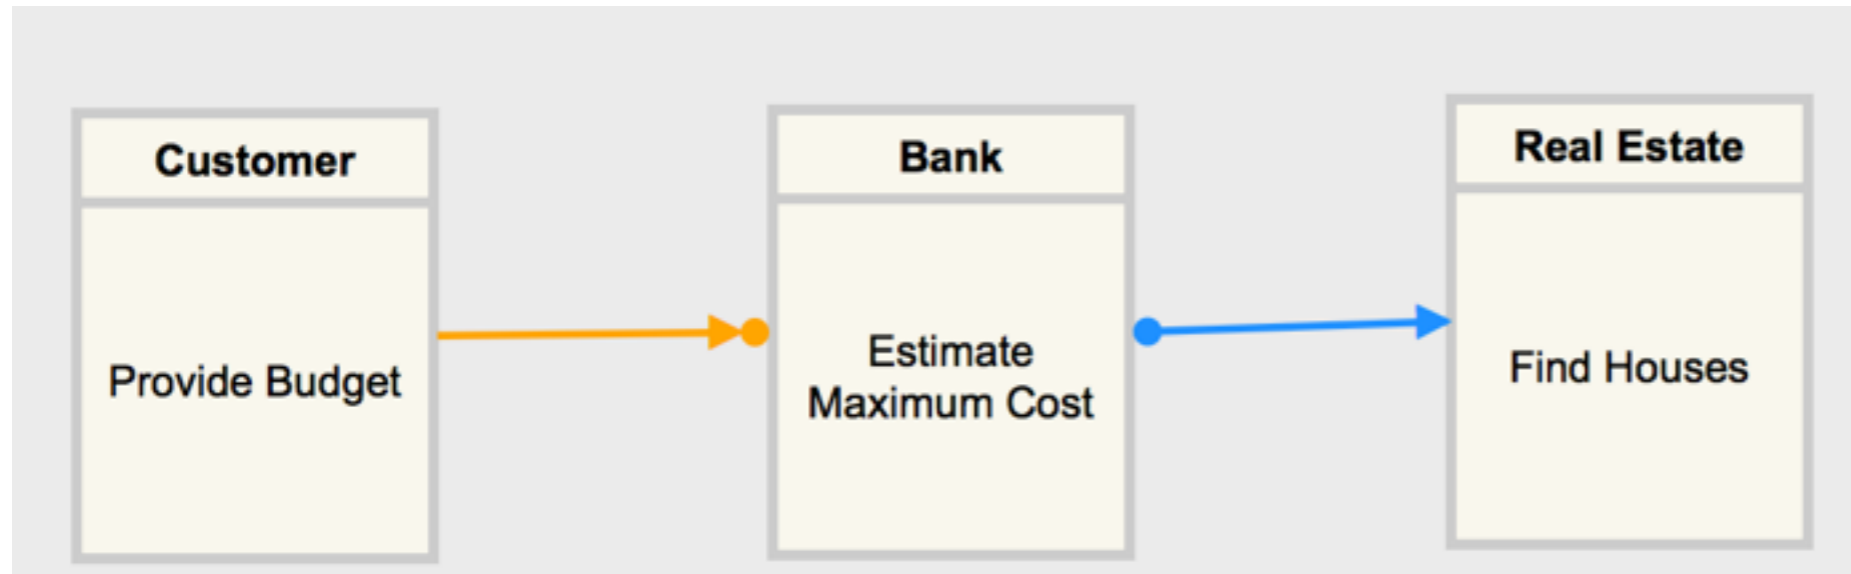 Customer
Provide Budget
Bank
Estimate
Maximum Cost
Real Estate
Find Houses